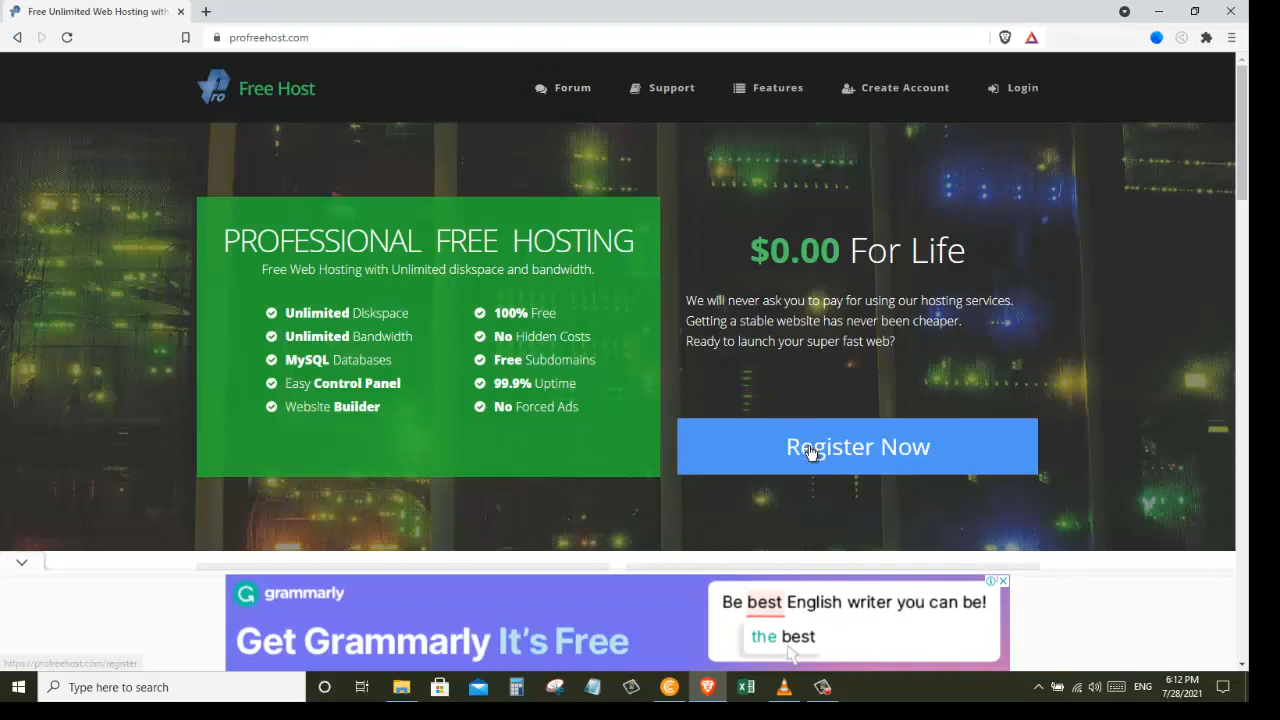 Free Unlimited Web Hosting with
profreehost.com
Pro
Free Host
Forum
Support
Features
Create Account
Login
PROFESSIONAL FREE HOSTING
Free Web Hosting with Unlimited diskspace and bandwidth.
Unlimited Diskspace
Unlimited Bandwidth
MySQL Databases
Easy Control Panel
Website Builder
100% Free
No Hidden Costs
Free Subdomains
99.9% Uptime
No Forced Ads
$0.00 For Life
We will never ask you to pay for using our hosting services.
Getting a stable website has never been cheaper.
Ready to launch your super fast web?
Register Now
grammarly
Get Grammarly It's Free
Be best English writer you can be!
the best
https://profreehost.com/register
Type here to search
ENG
6:12 PM
7/28/2021